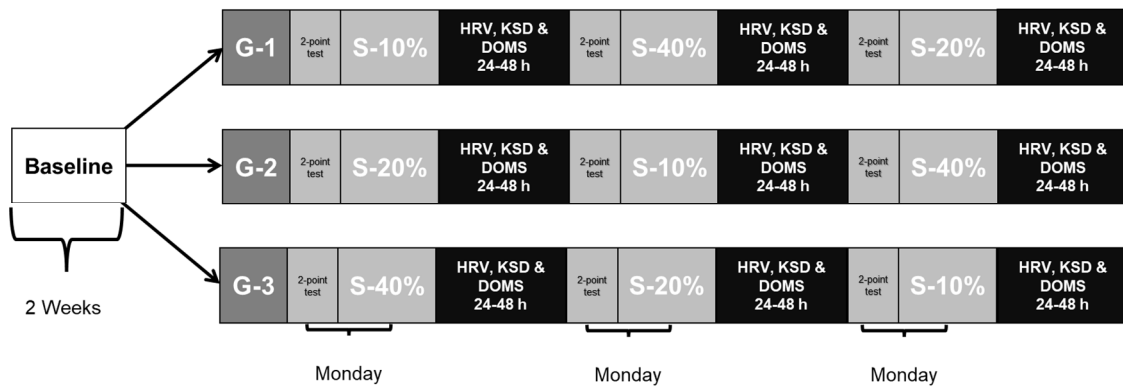 G-1
2-point
test
S-10%
HRV, KSD &
DOMS
24-48 h
2-point
test
S-40%
HRV, KSD &
DOMS
24-48 h
2-point
test
S-20%
HRV, KSD &
DOMS
24-48 h
Baseline
G-2
2-point
test
S-20%
HRV, KSD &
DOMS
24-48 h
2-point
test
S-10%
HRV, KSD &
DOMS
24-48 h
2-point
test
S-40%
HRV, KSD &
DOMS
24-48 h
G-3
2-point
test
S-40%
HRV, KSD &
DOMS
24-48 h
2-point
test
S-20%
HRV, KSD &
DOMS
24-48 h
2-point
test
S-10%
HRV, KSD &
DOMS
24-48 h
2 Weeks
Monday
Monday
Monday